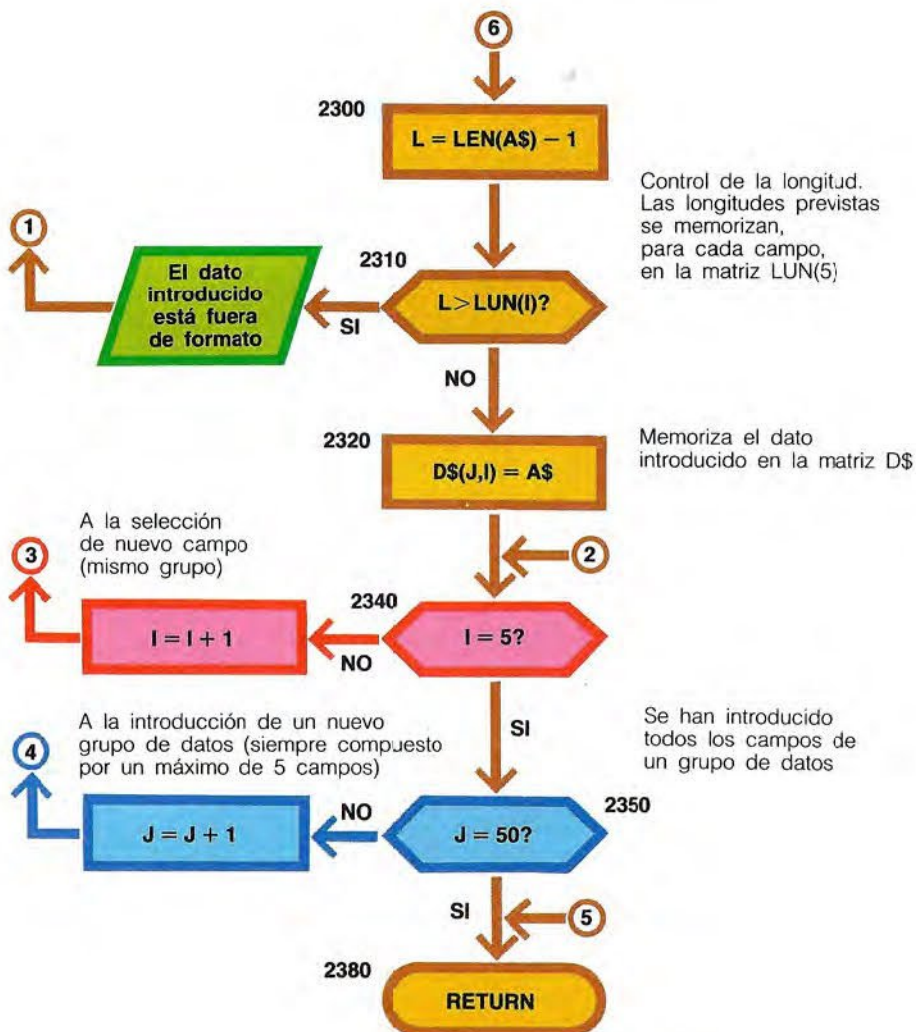 6
2300
L = LEN(A$) – 1
Control de la longitud.
Las longitudes previstas
se memorizan,
para cada campo,
en la matriz LUN(5)
1
2310
El dato
introducido
está fuera
de formato
SI
L>LUN(I)?
NO
2320
D$(J,I) = A$
Memoriza el dato
introducido en la matriz D$
2
A la selección
de nuevo campo
(mismo grupo)
3
2340
I = I + 1
NO
I = 5?
SI
Se han introducido
todos los campos de
un grupo de datos
A la introducción de un nuevo
grupo de datos (siempre compuesto
por un máximo de 5 campos)
4
2350
J = J + 1
NO
J = 50?
SI
5
2380
RETURN